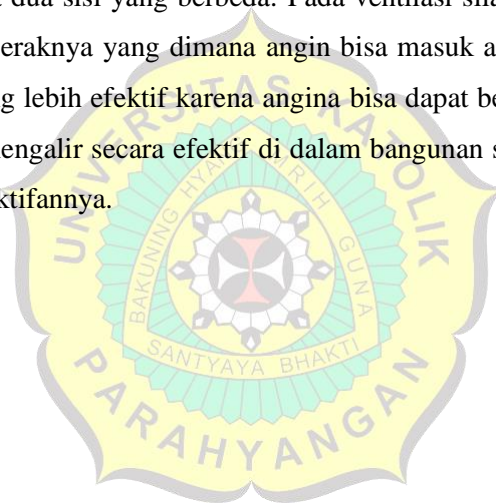 dua sisi yang berbeda. Pada ventilasi
eraknya yang dimana angin bisa masuk a
g lebih efektif karena angina bisa dapat be
engalir secara efektif di dalam bangunan s
ktifannya.
UNIVERSITAS KATOLIK
BAKUNING HYANG MRIH GUNA
SANTYAYA BHAKTI
PARAHYANGAN